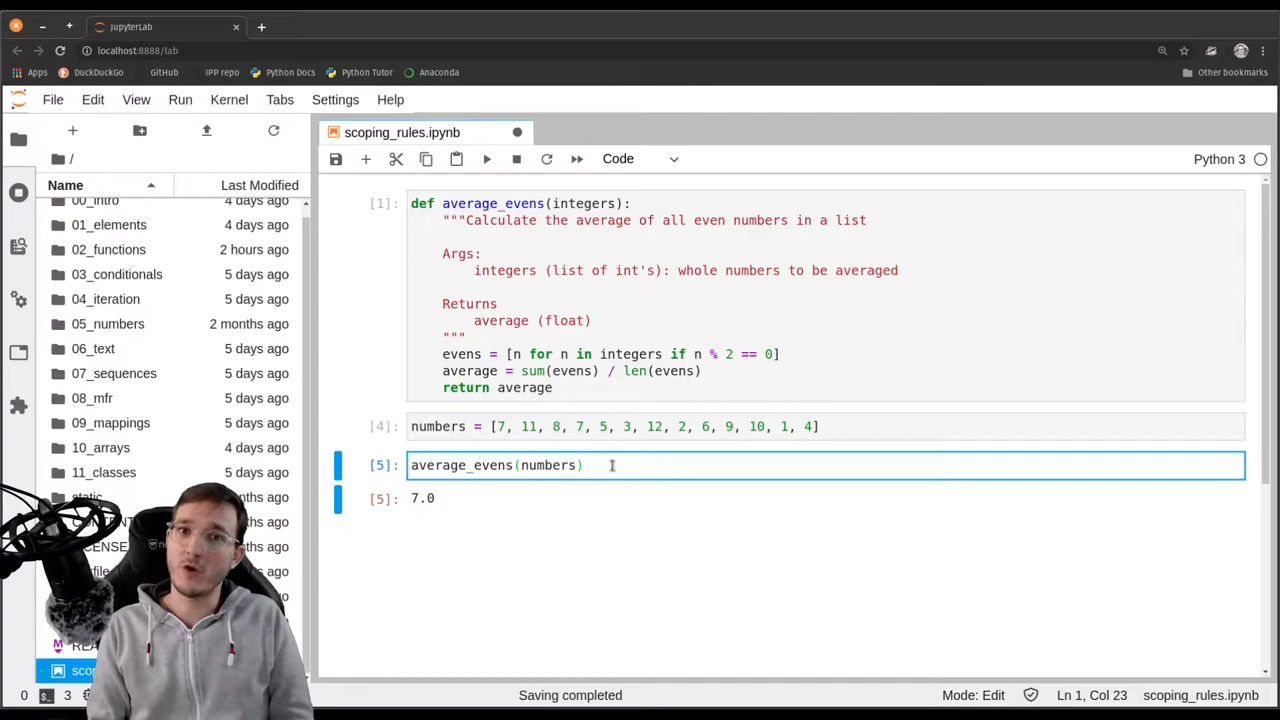 JupyterLab
localhost:8888/lab
Apps DuckDuckGo GitHub IPP repo Python Docs Python Tutor Anaconda Other bookmarks
File Edit View Run Kernel Tabs Settings Help
scoping_rules.ipynb
Code Python 3
/
Name Last Modified
00_intro 4 days ago
01_elements 4 days ago
02_functions 2 hours ago
03_conditionals 5 days ago
04_iteration 5 days ago
05_numbers 2 months ago
06_text 5 days ago
07_sequences 5 days ago
08_mfr 5 days ago
09_mappings 5 days ago
10_arrays 4 days ago
11_classes 5 days ago
static ago
ago
ago
ago
[1]: def average_evens(integers):
"""Calculate the average of all even numbers in a list
Args:
integers (list of int's): whole numbers to be averaged
Returns
average (float)
"""
evens = [n for n in integers if n % 2 == 0]
average = sum(evens) / len(evens)
return average
[4]: numbers = [7, 11, 8, 7, 5, 3, 12, 2, 6, 9, 10, 1, 4]
[5]: average_evens(numbers)
[5]: 7.0
0 3 Saving completed Mode: Edit Ln 1, Col 23 scoping_rules.ipynb